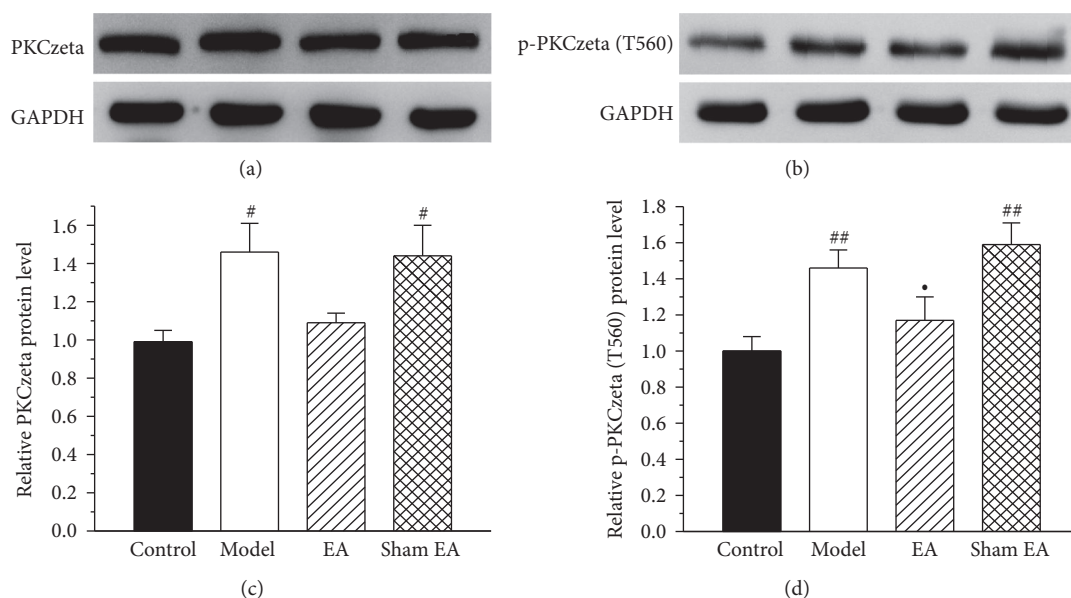 PKCzeta
GAPDH
(a)
p-PKCzeta (T560)
GAPDH
(b)
Relative PKCzeta protein level
1.6
1.4
1.2
1.0
0.8
0.6
0.4
0.2
0.0
#
#
Control Model EA Sham EA
(c)
Relative p-PKCzeta (T560) protein level
1.8
1.6
1.4
1.2
1.0
0.8
0.6
0.4
0.2
0.0
##
•
##
Control Model EA Sham EA
(d)